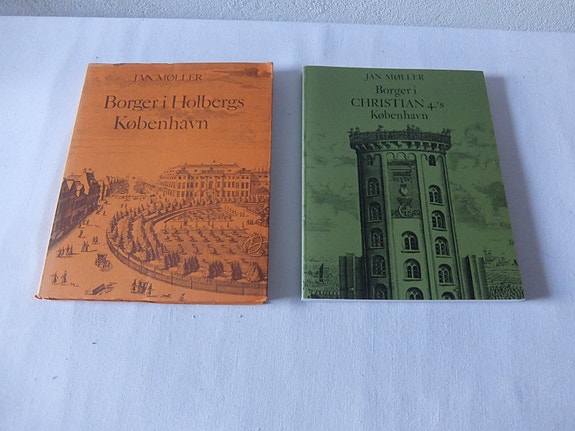 JAN MØLLER
Borger i Holbergs
København
JAN MØLLER
Borger i
CHRISTIAN 4.'s
København